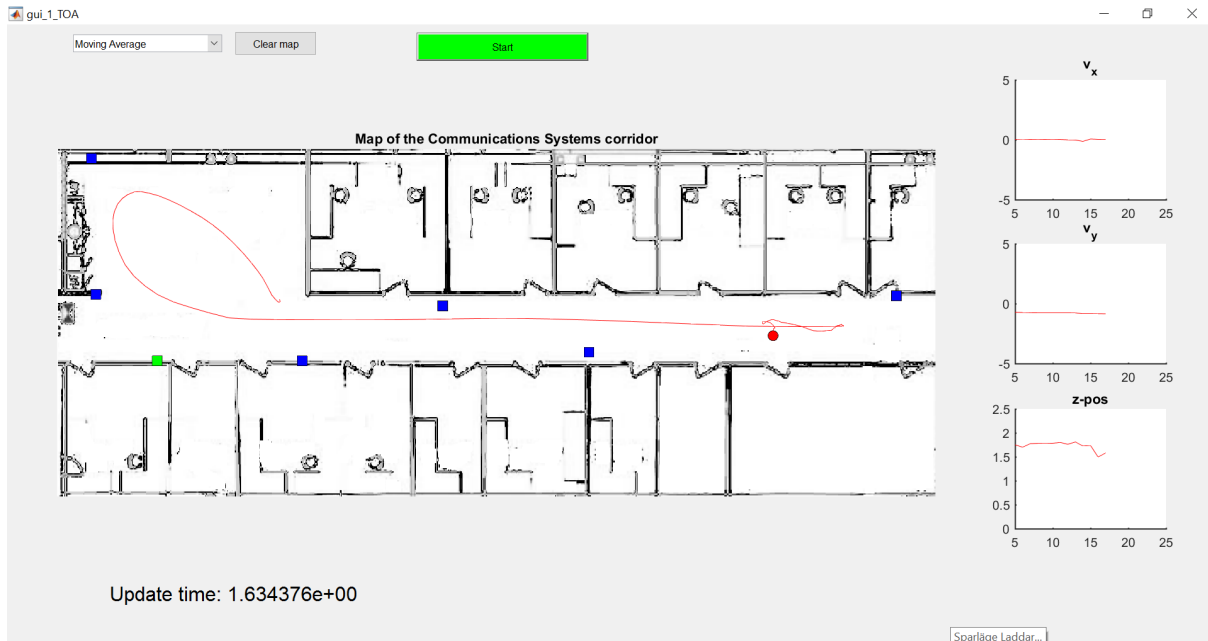 gui_1_TOA
Moving Average
Clear map
Start
Map of the Communications Systems corridor
v_x
5
0
-5
5 10 15 20 25
v_y
5
0
-5
5 10 15 20 25
z-pos
2.5
2
1.5
1
0.5
0
5 10 15 20 25
Update time: 1.634376e+00
Sparläge Laddar...